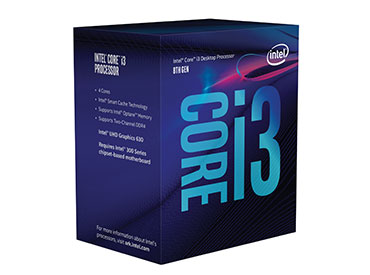 INTEL® CORE™ i3
PROCESSOR
• 4 Cores
• Intel® Smart Cache Technology
• Supports Intel® Optane™ Memory
• Supports Two-Channel DDR4
Intel® UHD Graphics 630
Requires Intel® 300 Series
chipset-based motherboard
For more information about Intel's
processors, visit ark.intel.com
Intel® Core™ i3 Desktop Processor
8TH GEN
intel
CORE
i3